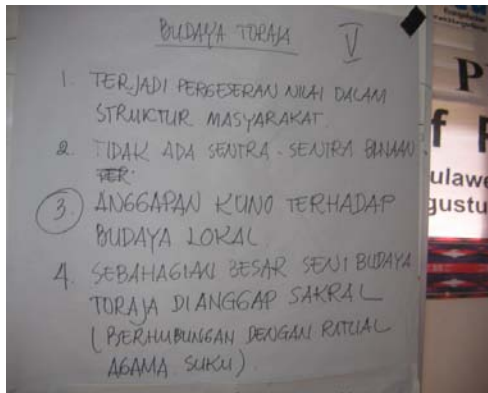 BUDAYA TORAJA
V
1. TERJADI PERGESERAN NILAI DALAM
STRUKTUR MASYARAKAT.
2. TIDAK ADA SENTRA-SENTRA BINAAN
TER.
3. ANGGAPAN KUNO TERHADAP
BUDAYA LOKAL
4. SEBAHAGIAN BESAR SENI BUDAYA
TORAJA DIANGGAP SAKRAL
(BERHUBUNGAN DENGAN RITUAL
AGAMA SUKU).
P
f F
ulawe
gustu